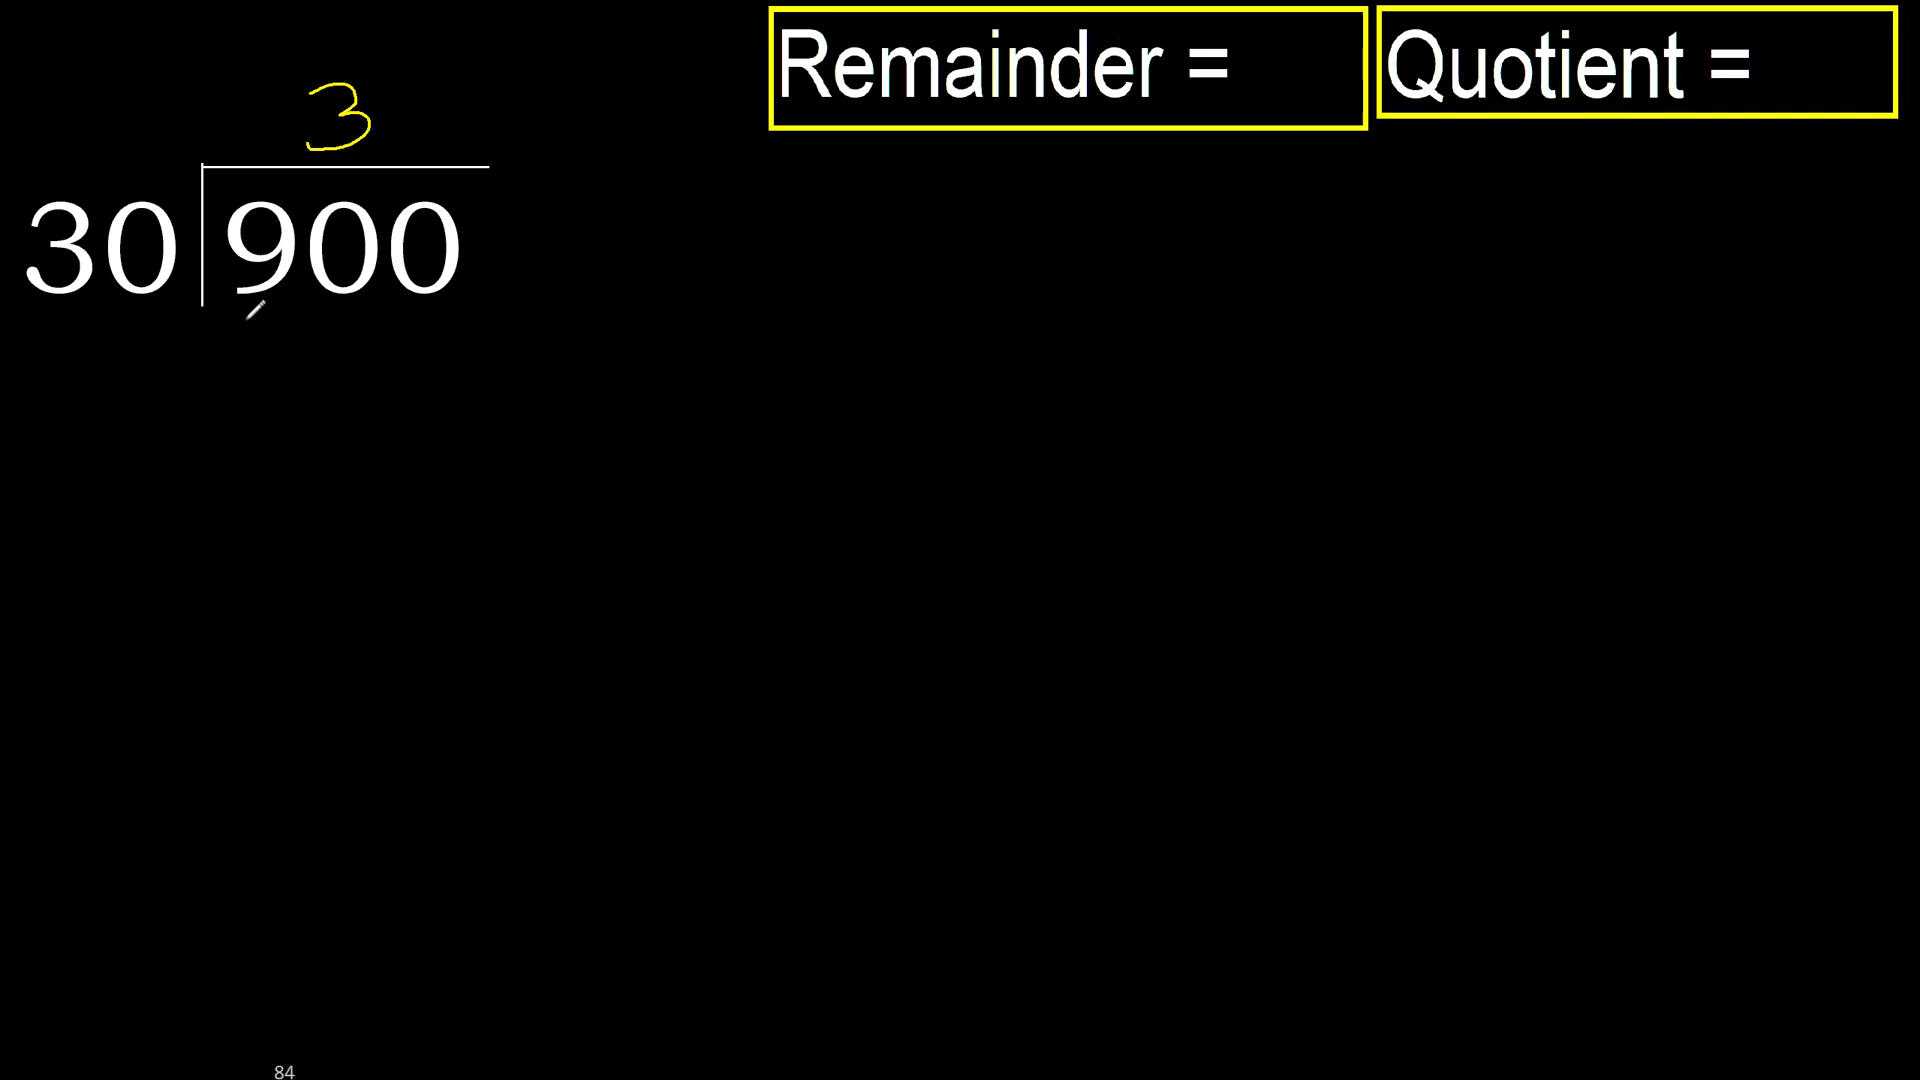 Remainder = Quotient =
3
30 900
84